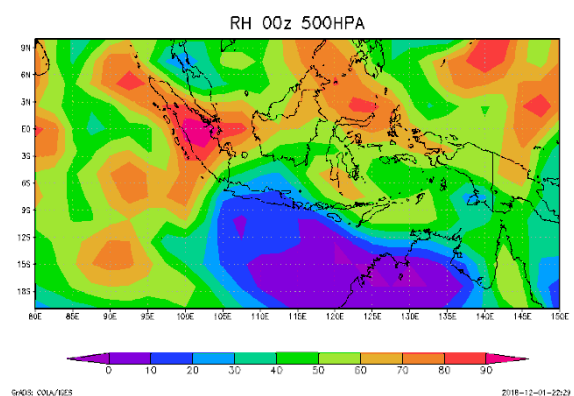 RH 00z 500HPA
9N
6N
3N
EQ
3S
6S
9S
12S
15S
18S
80E 85E 90E 95E 100E 105E 110E 115E 120E 125E 130E 135E 140E 145E 150E
0 10 20 30 40 50 60 70 80 90
GrADS: COLA/IGES 2018-12-01-22:29